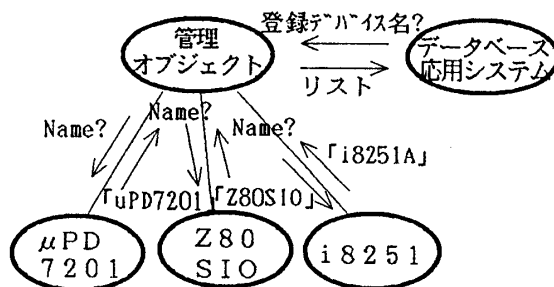 登録ﾃﾞﾊﾞｲｽ名?
管理
オブジェクト
データベース
応用システム
リスト
Name?
Name?
Name?
「i8251A」
「uPD7201
「Z80SIO」
μPD
7201
Z80
SIO
i8251